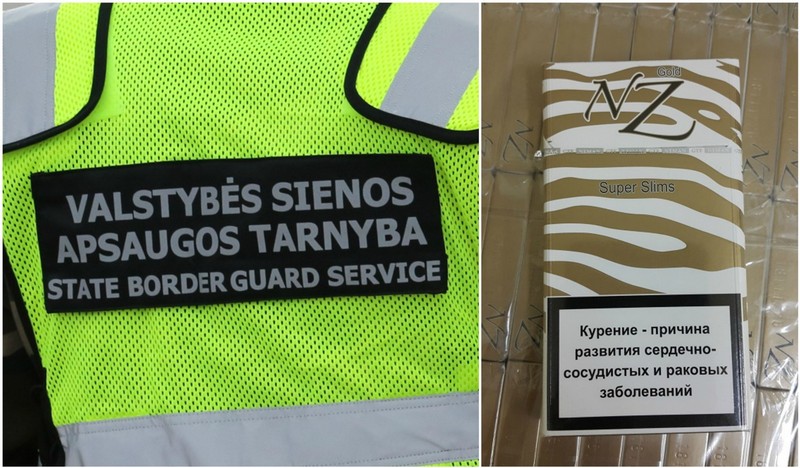 VALSTYBĖS SIENOS
APSAUGOS TARNYBA
STATE BORDER GUARD SERVICE
Gold
NZ
Super Slims
Курение - причина
развития сердечно-
сосудистых и раковых
заболеваний